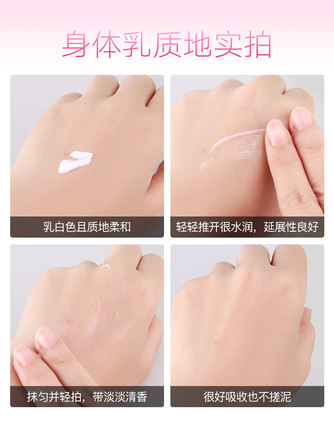 身体乳质地实拍
乳白色且质地柔和
轻轻推开很水润，延展性良好
抹匀并轻拍，带淡淡清香
很好吸收也不搓泥